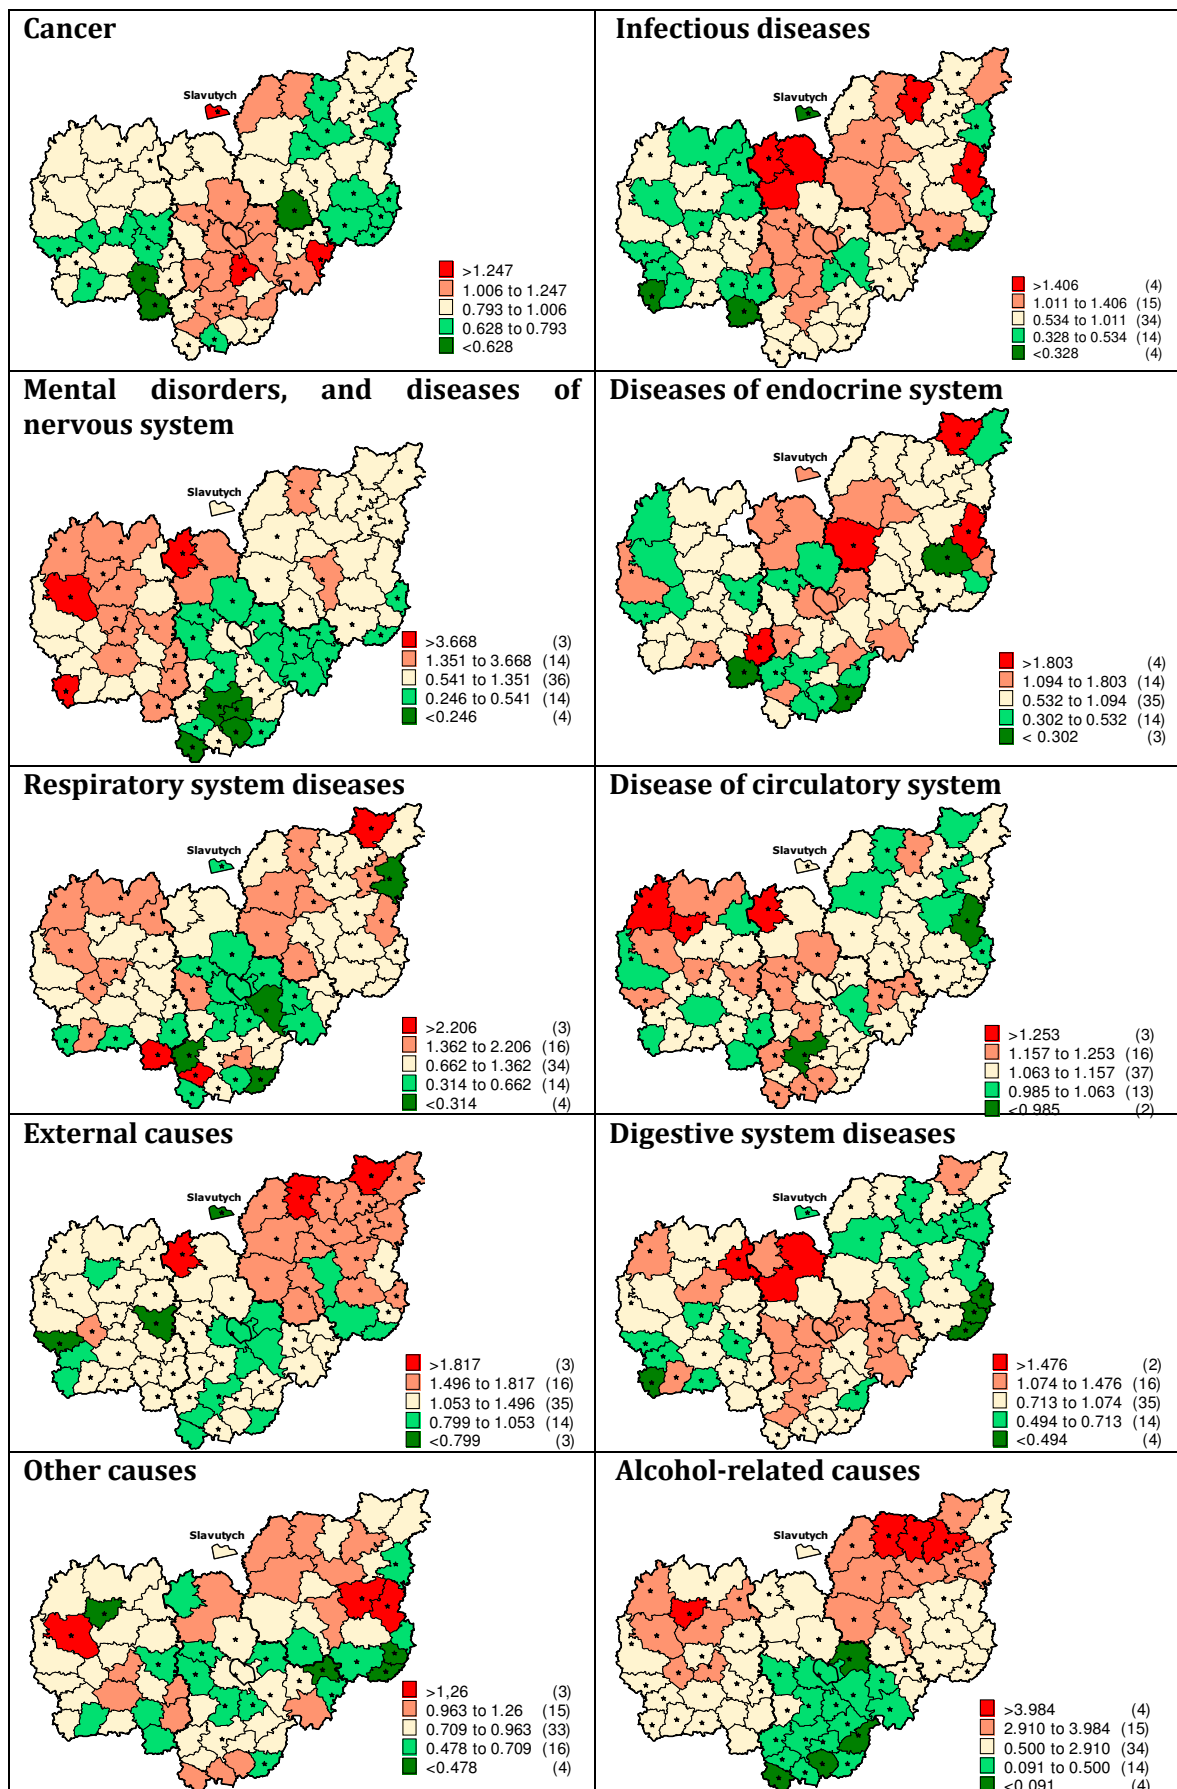 Cancer
Slavutych
>1.247
1.006 to 1.247
0.793 to 1.006
0.628 to 0.793
<0.628
Infectious diseases
Slavutych
>1.406 (4)
1.011 to 1.406 (15)
0.534 to 1.011 (34)
0.328 to 0.534 (14)
<0.328 (4)
Mental disorders, and diseases of
nervous system
Slavutych
>3.668 (3)
1.351 to 3.668 (14)
0.541 to 1.351 (36)
0.246 to 0.541 (14)
<0.246 (4)
Diseases of endocrine system
Slavutych
>1.803 (4)
1.094 to 1.803 (14)
0.532 to 1.094 (35)
0.302 to 0.532 (14)
< 0.302 (3)
Respiratory system diseases
Slavutych
>2.206 (3)
1.362 to 2.206 (16)
0.662 to 1.362 (34)
0.314 to 0.662 (14)
<0.314 (4)
Disease of circulatory system
Slavutych
>1.253 (3)
1.157 to 1.253 (16)
1.063 to 1.157 (37)
0.985 to 1.063 (13)
<0.985 (2)
External causes
Slavutych
>1.817 (3)
1.496 to 1.817 (16)
1.053 to 1.496 (35)
0.799 to 1.053 (14)
<0.799 (3)
Digestive system diseases
Slavutych
>1.476 (2)
1.074 to 1.476 (16)
0.713 to 1.074 (35)
0.494 to 0.713 (14)
<0.494 (4)
Other causes
Slavutych
>1,26 (3)
0.963 to 1.26 (15)
0.709 to 0.963 (33)
0.478 to 0.709 (16)
<0.478 (4)
Alcohol-related causes
Slavutych
>3.984 (4)
2.910 to 3.984 (15)
0.500 to 2.910 (34)
0.091 to 0.500 (14)
<0.091 (4)